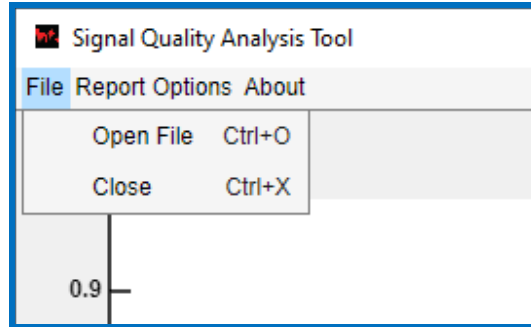 Signal Quality Analysis Tool
File Report Options About
Open File Ctrl+O
Close Ctrl+X
0.9